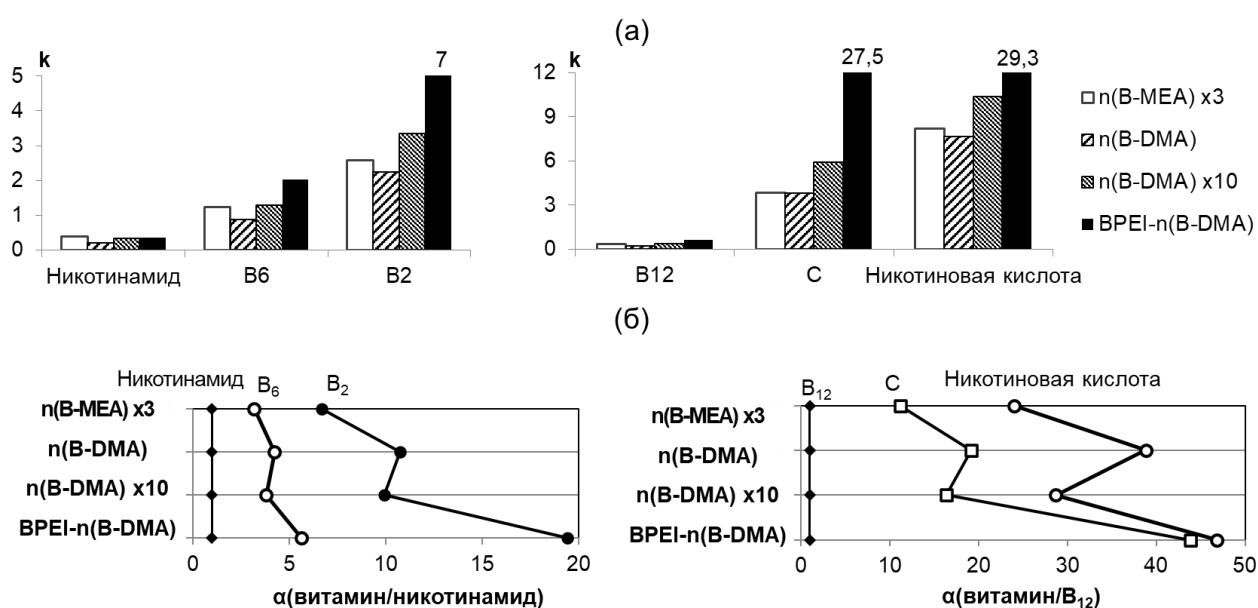 (а)
k
7
5
4
3
2
1
0
Никотинамид
B6
B2
k
27,5
29,3
12
9
6
3
0
B12
C
Никотиновая кислота
n(B-MEA) x3
n(B-DMA)
n(B-DMA) x10
BPEI-n(B-DMA)
(б)
Никотинамид
B₆
B₂
n(B-MEA) x3
n(B-DMA)
n(B-DMA) x10
BPEI-n(B-DMA)
0 5 10 15 20
α(витамин/никотинамид)
B₁₂
C
Никотиновая кислота
n(B-MEA) x3
n(B-DMA)
n(B-DMA) x10
BPEI-n(B-DMA)
0 10 20 30 40 50
α(витамин/B₁₂)